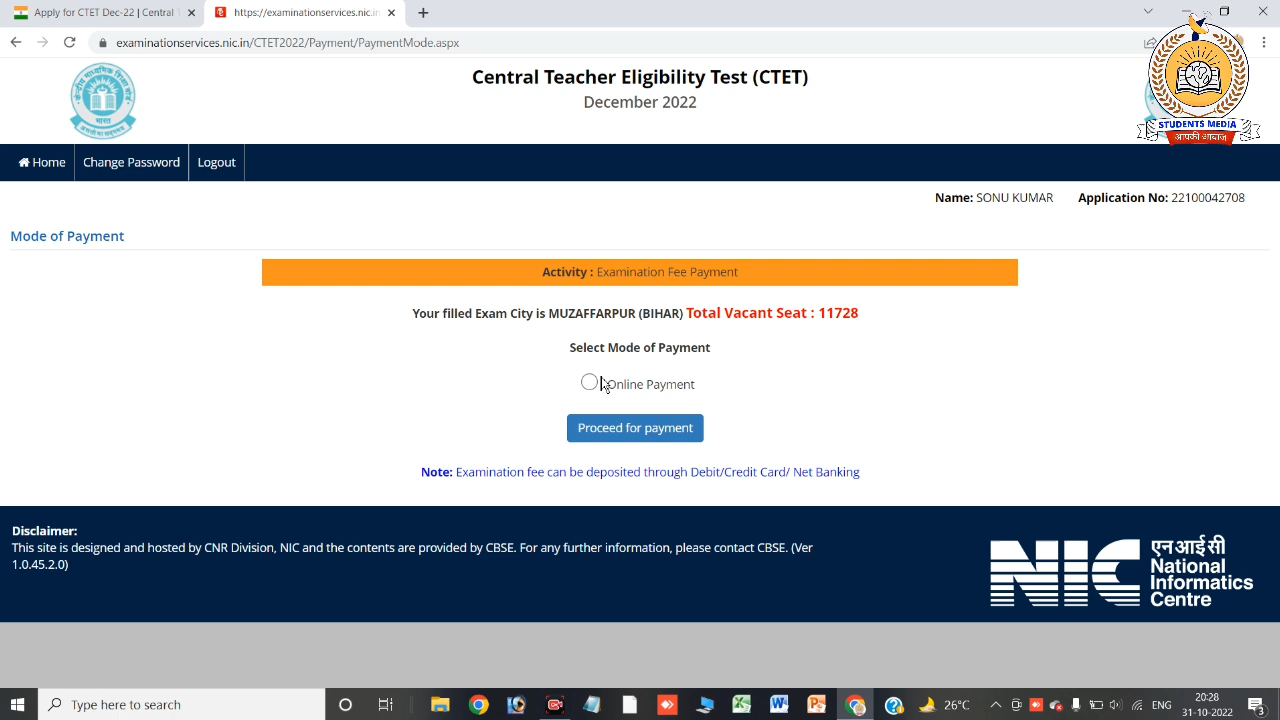 Apply for CTET Dec-22 | Central
https://examinationservices.nic.in
examinationservices.nic.in/CTET2022/Payment/PaymentMode.aspx
Central Teacher Eligibility Test (CTET)
December 2022
STUDENTS MEDIA
आपकी आवाज़
Home Change Password Logout
Name: SONU KUMAR Application No: 22100042708
Mode of Payment
Activity : Examination Fee Payment
Your filled Exam City is MUZAFFARPUR (BIHAR) Total Vacant Seat : 11728
Select Mode of Payment
Online Payment
Proceed for payment
Note: Examination fee can be deposited through Debit/Credit Card/ Net Banking
Disclaimer:
This site is designed and hosted by CNR Division, NIC and the contents are provided by CBSE. For any further information, please contact CBSE. (Ver
1.0.45.2.0)
NIC
एन आई सी
National
Informatics
Centre
Type here to search
26°C
ENG
20:28
31-10-2022
3